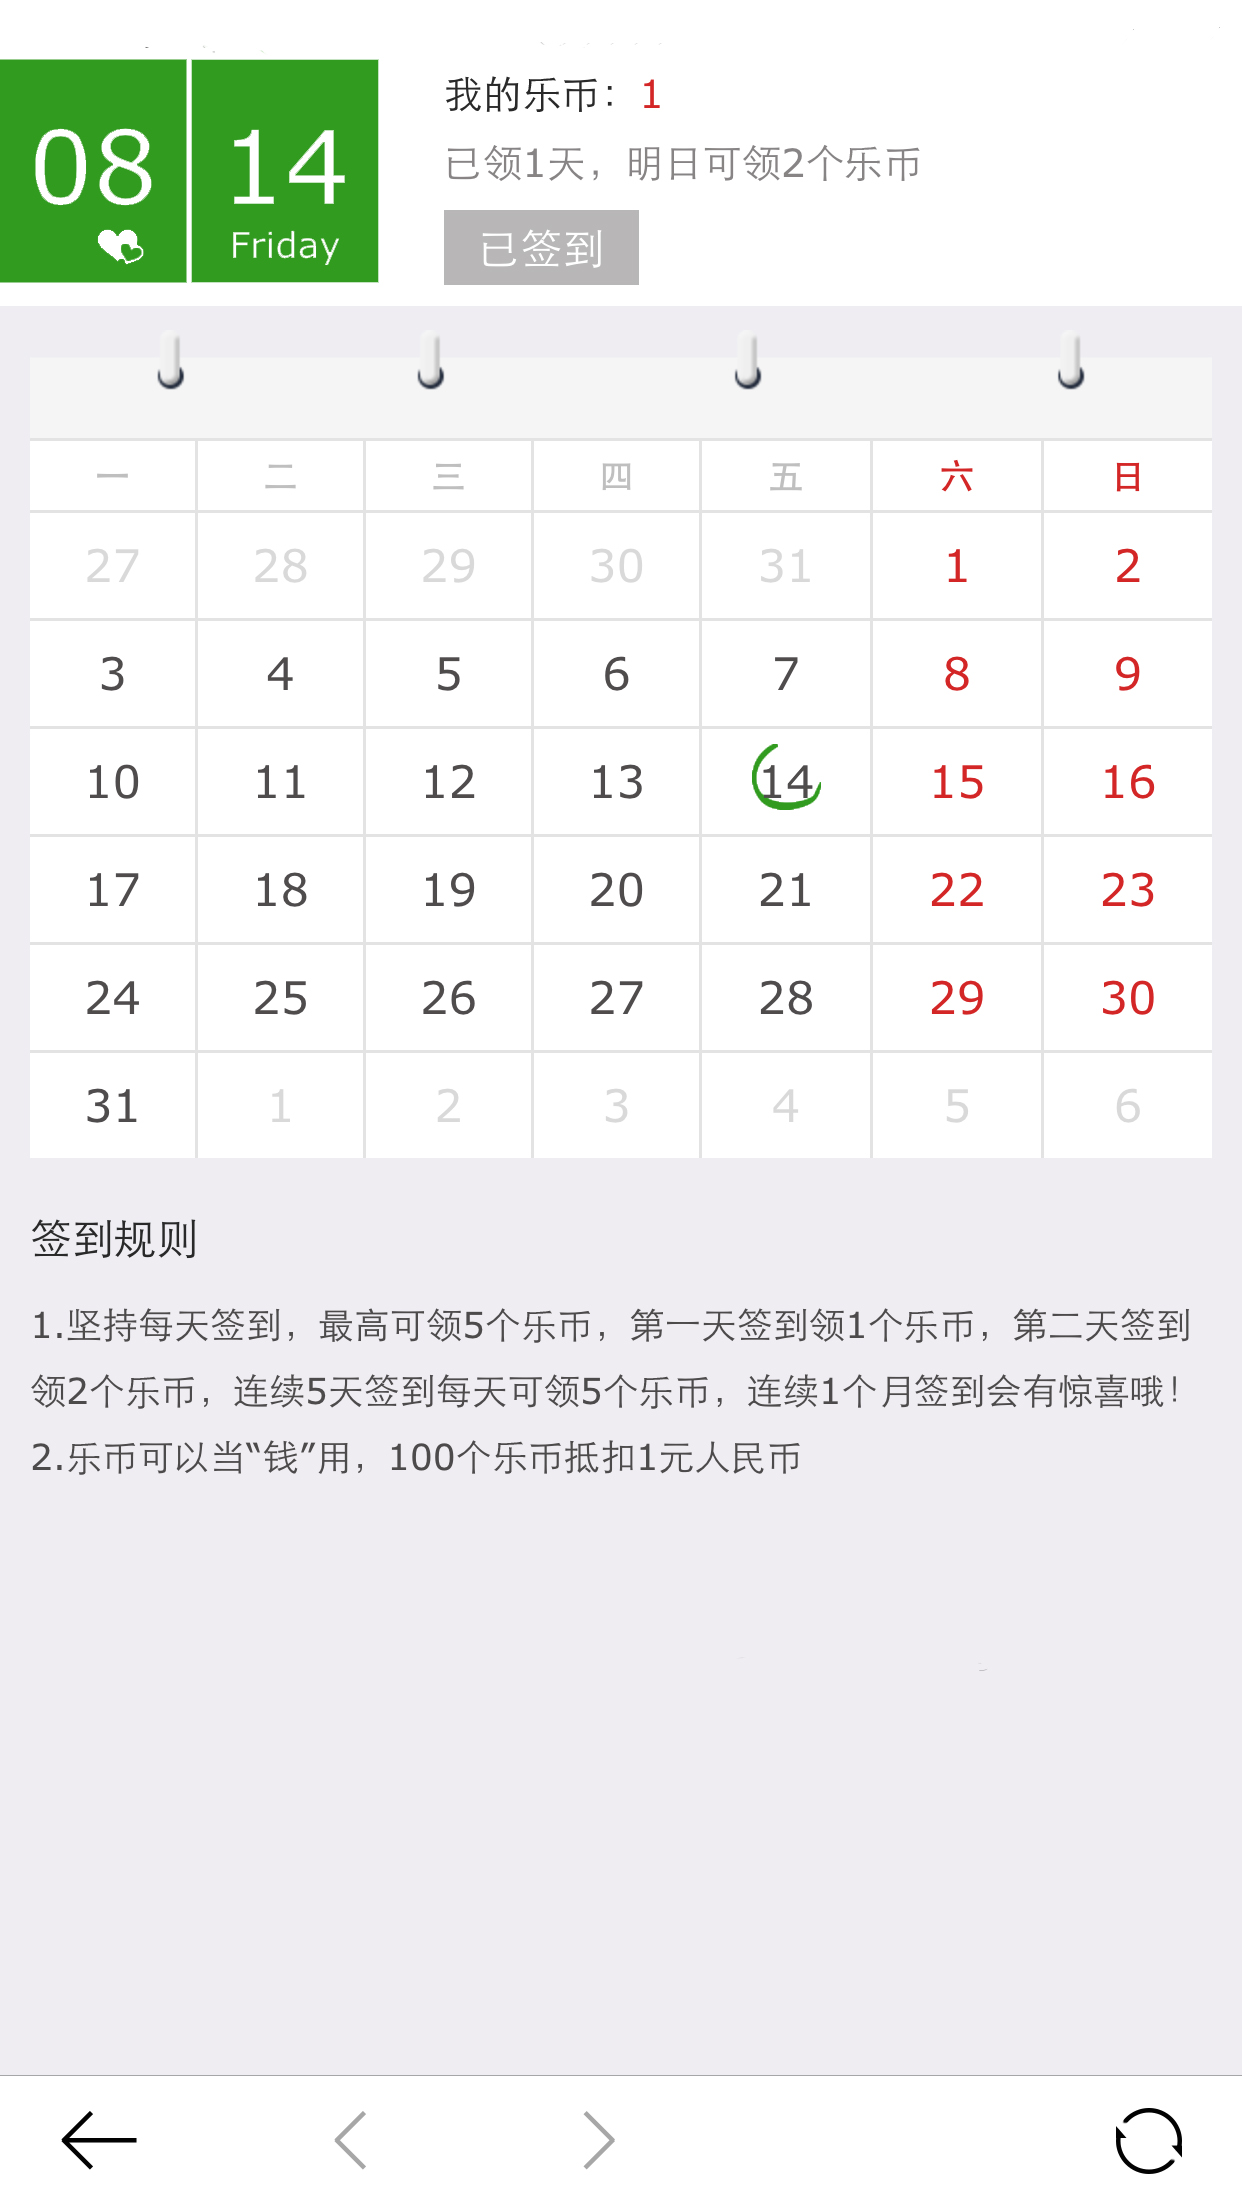 08
14
Friday
我的乐币：1
已领1天，明日可领2个乐币
已签到
一 二 三 四 五 六 日
27 28 29 30 31 1 2
3 4 5 6 7 8 9
10 11 12 13 14 15 16
17 18 19 20 21 22 23
24 25 26 27 28 29 30
31 1 2 3 4 5 6
签到规则
1.坚持每天签到，最高可领5个乐币，第一天签到领1个乐币，第二天签到
领2个乐币，连续5天签到每天可领5个乐币，连续1个月签到会有惊喜哦！
2.乐币可以当“钱”用，100个乐币抵扣1元人民币